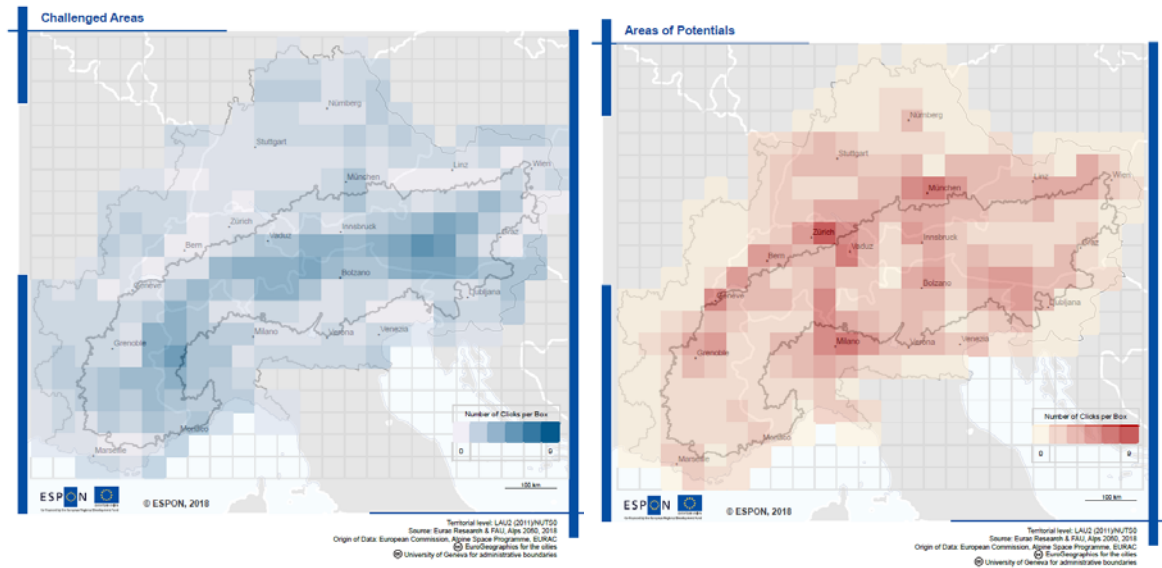 Challenged Areas
Nürnberg
Stuttgart
Linz
Wien
München
Zürich
Innsbruck
Vaduz
Graz
Bern
Bolzano
Genève
Ljubljana
Milano
Verona
Venezia
Grenoble
Monaco
Marseille
Number of Clicks per Box
0 9
100 km
ESPON
© ESPON, 2018
Territorial level: LAU2 (2011)/NUTS0
Source: Eurac Research & FAU, Alps 2050, 2018
Origin of Data: European Commission, Alpine Space Programme, EURAC
EuroGeographics for the cities
University of Geneva for administrative boundaries
Areas of Potentials
Nürnberg
Stuttgart
Linz
Wien
München
Zürich
Innsbruck
Vaduz
Graz
Bern
Bolzano
Genève
Ljubljana
Milano
Verona
Venezia
Grenoble
Monaco
Marseille
Number of Clicks per Box
0 9
100 km
ESPON
© ESPON, 2018
Territorial level: LAU2 (2011)/NUTS0
Source: Eurac Research & FAU, Alps 2050, 2018
Origin of Data: European Commission, Alpine Space Programme, EURAC
EuroGeographics for the cities
University of Geneva for administrative boundaries